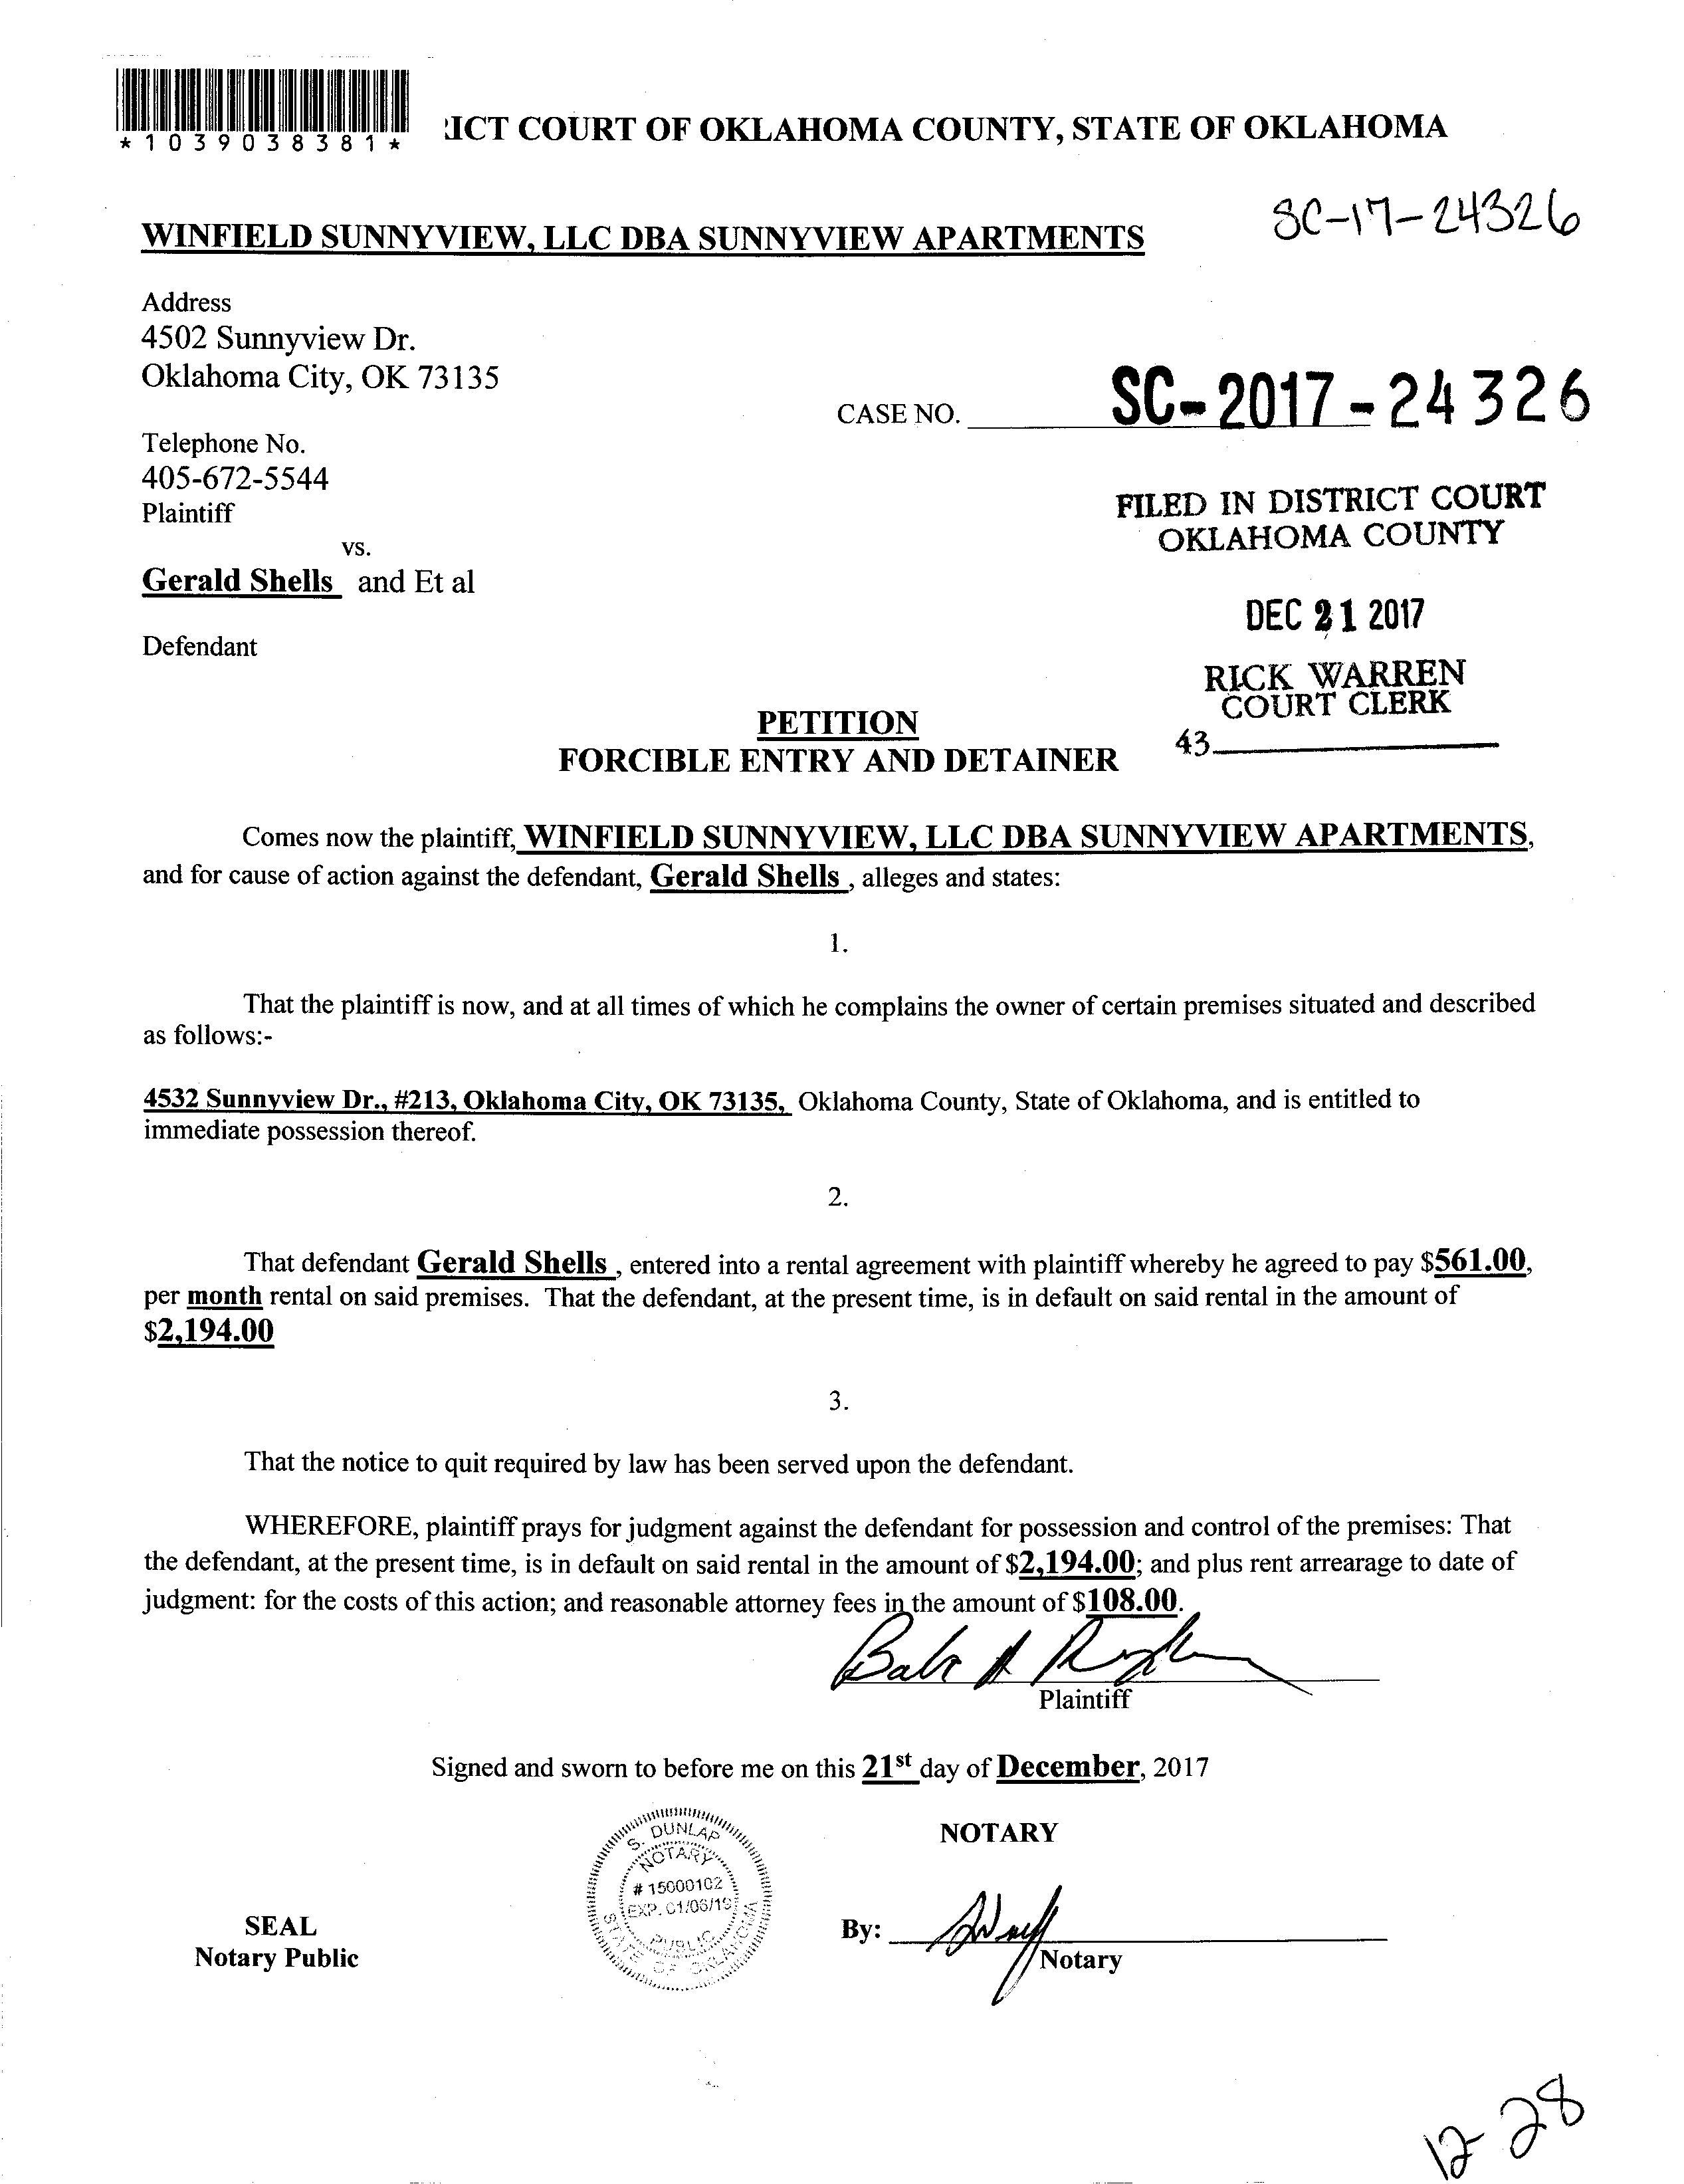 *1039038381*
ICT COURT OF OKLAHOMA COUNTY, STATE OF OKLAHOMA
SC-17-24326
WINFIELD SUNNYVIEW, LLC DBA SUNNYVIEW APARTMENTS
Address
4502 Sunnyview Dr.
Oklahoma City, OK 73135
CASE NO. SC-2017-24326
Telephone No.
405-672-5544
Plaintiff
vs.
Gerald Shells and Et al
Defendant
FILED IN DISTRICT COURT
OKLAHOMA COUNTY
DEC 21 2017
RICK WARREN
COURT CLERK
43
PETITION
FORCIBLE ENTRY AND DETAINER
Comes now the plaintiff, WINFIELD SUNNYVIEW, LLC DBA SUNNYVIEW APARTMENTS,
and for cause of action against the defendant, Gerald Shells , alleges and states:
1.
That the plaintiff is now, and at all times of which he complains the owner of certain premises situated and described
as follows:-
4532 Sunnyview Dr., #213, Oklahoma City, OK 73135, Oklahoma County, State of Oklahoma, and is entitled to
immediate possession thereof.
2.
That defendant Gerald Shells , entered into a rental agreement with plaintiff whereby he agreed to pay $561.00,
per month rental on said premises. That the defendant, at the present time, is in default on said rental in the amount of
$2,194.00
3.
That the notice to quit required by law has been served upon the defendant.
WHEREFORE, plaintiff prays for judgment against the defendant for possession and control of the premises: That
the defendant, at the present time, is in default on said rental in the amount of $2,194.00; and plus rent arrearage to date of
judgment: for the costs of this action; and reasonable attorney fees in the amount of $108.00.
Plaintiff
Signed and sworn to before me on this 21st day of December, 2017
S. DUNLAP
NOTARY
# 15000102
EXP. 01/06/19
PUBLIC
STATE OF OKLAHOMA
NOTARY
SEAL
Notary Public
By:
Notary
12-28